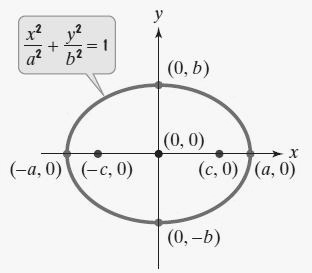 y
x²/a² + y²/b² = 1
(0, b)
(0, 0)
x
(−a, 0) (−c, 0) (c, 0) (a, 0)
(0, −b)